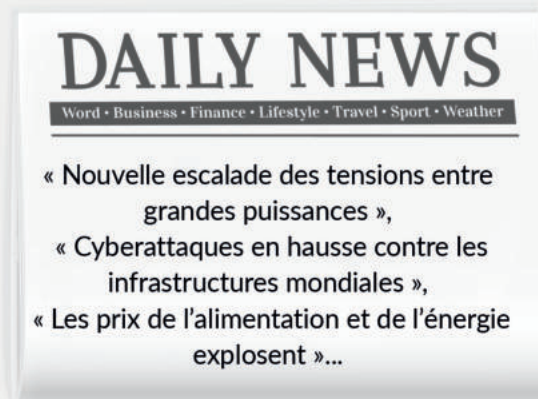 DAILY NEWS
Word • Business • Finance • Lifestyle • Travel • Sport • Weather
« Nouvelle escalade des tensions entre
grandes puissances »,
« Cyberattaques en hausse contre les
infrastructures mondiales »,
« Les prix de l’alimentation et de l’énergie
explosent »...